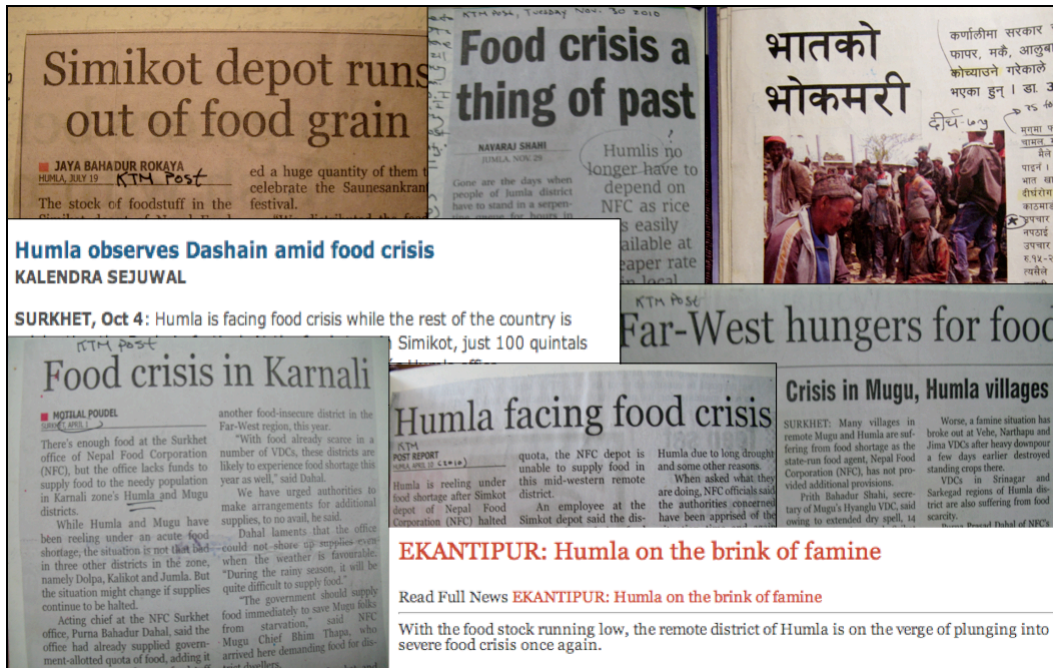 Simikot depot runs
out of food grain
JAYA BAHADUR ROKAYA
HUMLA, JULY 19
KTM POST
The stock of foodstuff in the
ed a huge quantity of them
celebrate the Saunesankran
festival.
KTM POST, TUESDAY NOV. 30 2010
Food crisis a
thing of past
NAVARAJ SHAHI
JUMLA, NOV. 29
Gone are the days when
people of Jumla district
have to stand in a serpen-
Humlis no
longer have to
depend on
NFC as rice
s easily
ailable at
eaper rate
in local
भातको
भोकमरी
कर्णालीमा सरकार
फापर, मकै, आलुबा
कोच्याउने गरेकाले
भएका हुन् । डा.
Humla observes Dashain amid food crisis
KALENDRA SEJUWAL
SURKHET, Oct 4: Humla is facing food crisis while the rest of the country is
Simikot, just 100 quintals
KTM POST
Far-West hungers for food
Crisis in Mugu, Humla villages
SURKHET: Many villages in
remote Mugu and Humla are suf-
fering from food shortage as the
state-run food agent, Nepal Food
Corporation (NFC), has not pro-
vided additional provisions.
Prith Bahadur Shahi, secre-
tary of Mugu's Hyanglu VDC, said
owing to extended dry spell, 14
Worse, a famine situation has
broke out at Vehe, Narthapu and
Jima VDCs after heavy downpour
a few days earlier destroyed
standing crops there.
VDCs in Srinagar and
Sarkegad regions of Humla dis-
trict are also suffering from food
scarcity.
KTM POST
Food crisis in Karnali
MOTILAL POUDEL
SURKHET, APRIL 1
There's enough food at the Surkhet
office of Nepal Food Corporation
(NFC), but the office lacks funds to
supply food to the needy population
in Karnali zone's Humla and Mugu
districts.
While Humla and Mugu have
been reeling under an acute food
shortage, the situation is not that bad
in three other districts in the zone,
namely Dolpa, Kalikot and Jumla. But
the situation might change if supplies
continue to be halted.
Acting chief at the NFC Surkhet
office, Purna Bahadur Dahal, said the
office had already supplied govern-
ment-allotted quota of food, adding it
another food-insecure district in the
Far-West region, this year.
"With food already scarce in a
number of VDCs, these districts are
likely to experience food shortage this
year as well," said Dahal.
We have urged authorities to
make arrangements for additional
supplies, to no avail, he said.
Dahal laments that the office
could not shore up supplies even
when the weather is favourable.
"During the rainy season, it will be
quite difficult to supply food."
"The government should supply
food immediately to save Mugu folks
from starvation," said NFC
Mugu Chief Bhim Thapa, who
arrived here demanding food for dis-
Humla facing food crisis
KTM
POST REPORT
HUMLA, APRIL 10 (2010)
Humla is reeling under
food shortage after Simkot
depot of Nepal Food
Corporation (NFC) halted
quota, the NFC depot is
unable to supply food in
this mid-western remote
district.
An employee at the
Simkot depot said the dis-
Humla due to long drought
and some other reasons.
When asked what they
are doing, NFC officials said
the authorities concerned
have been apprised of the
EKANTIPUR: Humla on the brink of famine
Read Full News EKANTIPUR: Humla on the brink of famine
With the food stock running low, the remote district of Humla is on the verge of plunging into
severe food crisis once again.